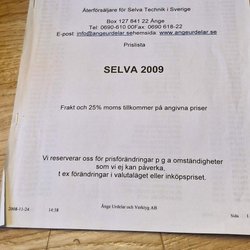 Återförsäljare för Selva Technik i Sverige
Box 127 841 22 Ånge
Tel: 0690-610 00Fax: 0690 618-22
E-post: info@angeurdelar.sehemsida: www.angeurdelar.se
Prislista
SELVA 2009
Frakt och 25% moms tillkommer på angivna priser
Vi reserverar oss för prisförändringar p g a omständigheter
som vi ej kan påverka,
t ex förändringar i valutaläget eller inköpspriset.
2008-11-24 14:38 Ånge Urdelar och Verktyg AB Sida 1